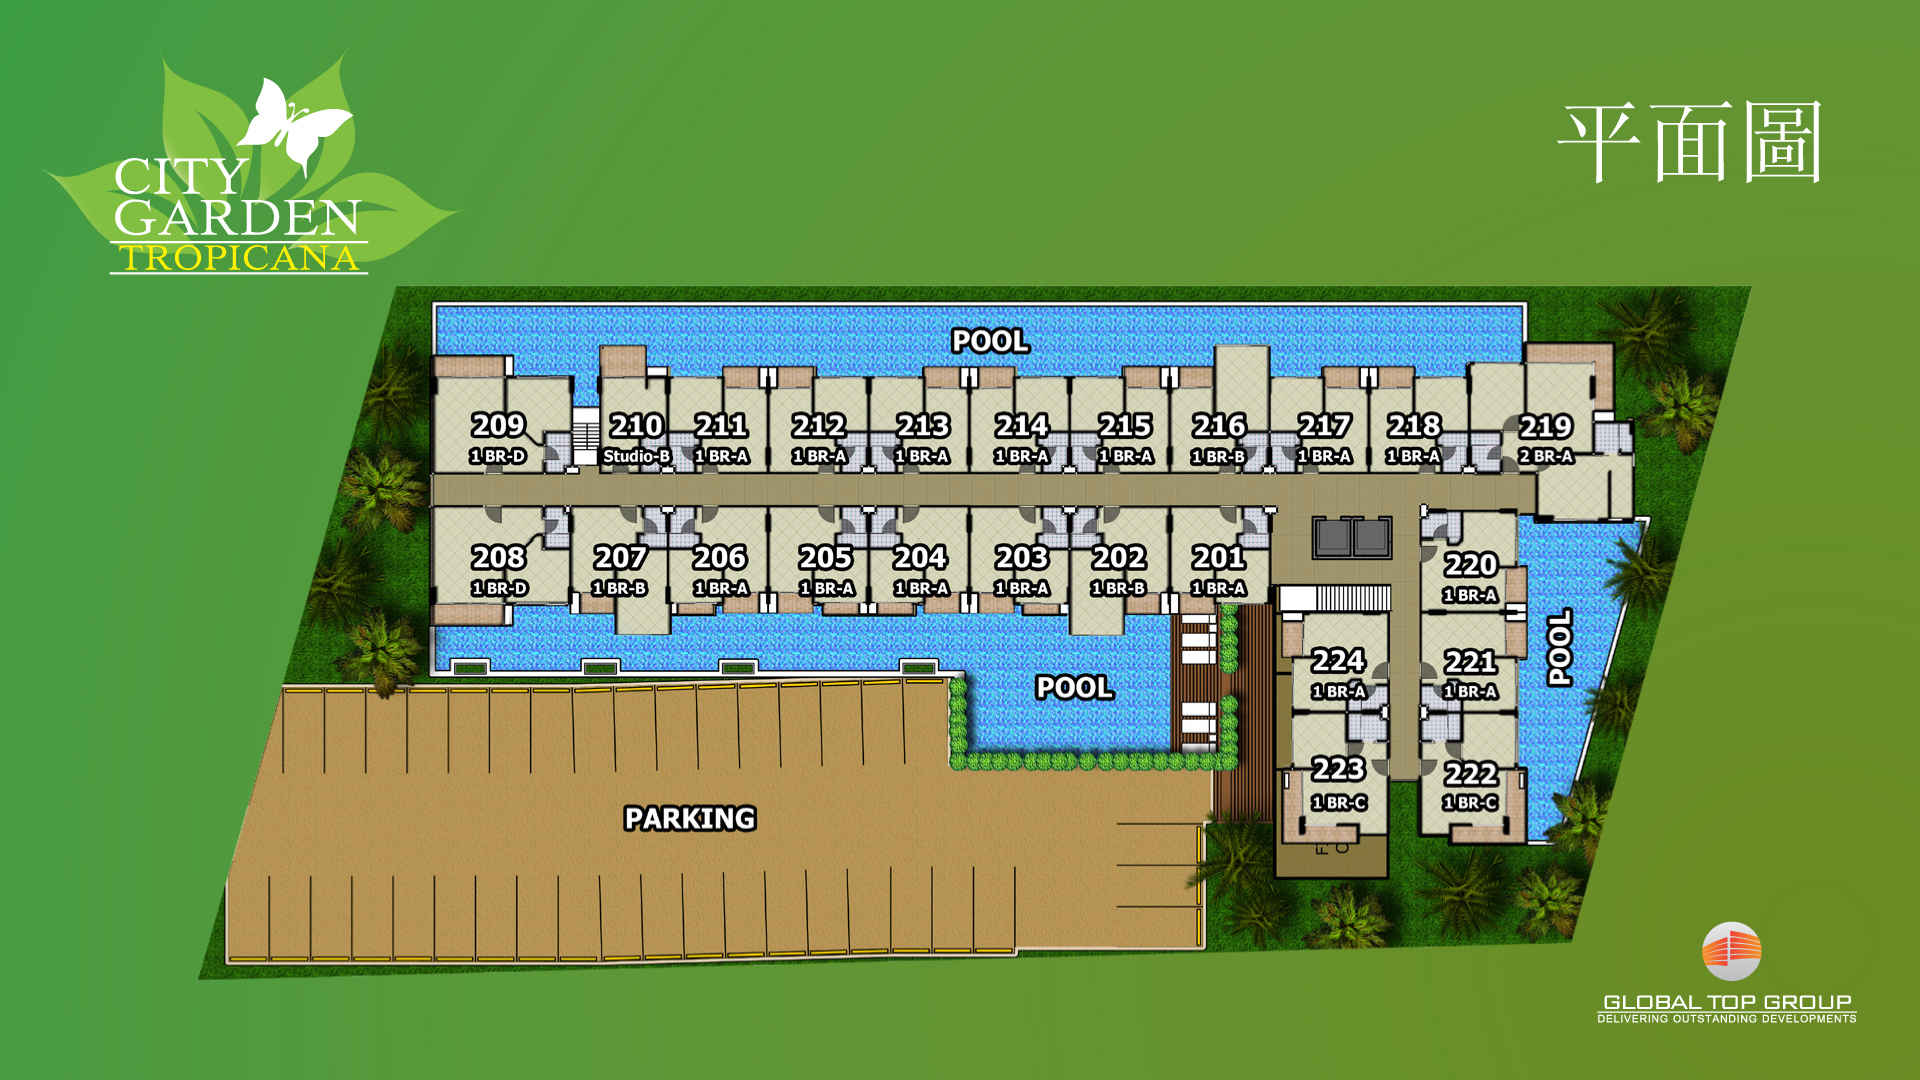 CITY
GARDEN
TROPICANA
平面圖
POOL
209
1 BR-D
210
Studio-B
211
1 BR-A
212
1 BR-A
213
1 BR-A
214
1 BR-A
215
1 BR-A
216
1 BR-B
217
1 BR-A
218
1 BR-A
219
2 BR-A
208
1 BR-D
207
1 BR-B
206
1 BR-A
205
1 BR-A
204
1 BR-A
203
1 BR-A
202
1 BR-B
201
1 BR-A
220
1 BR-A
POOL
224
1 BR-A
221
1 BR-A
POOL
223
1 BR-C
222
1 BR-C
PARKING
GLOBAL TOP GROUP
DELIVERING OUTSTANDING DEVELOPMENTS